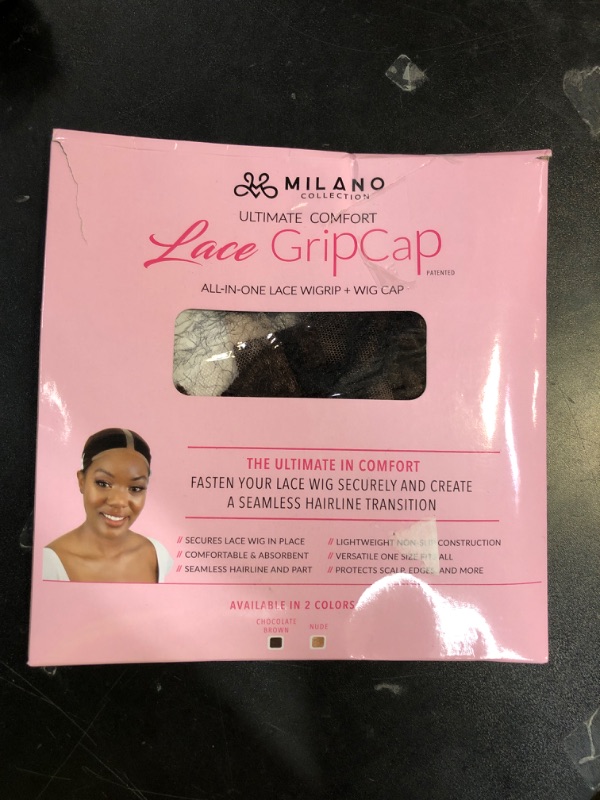 MILANO
COLLECTION
ULTIMATE COMFORT
Lace GripCap
PATENTED
ALL-IN-ONE LACE WIGRIP + WIG CAP
THE ULTIMATE IN COMFORT
FASTEN YOUR LACE WIG SECURELY AND CREATE
A SEAMLESS HAIRLINE TRANSITION
// SECURES LACE WIG IN PLACE
// COMFORTABLE & ABSORBENT
// SEAMLESS HAIRLINE AND PART
// LIGHTWEIGHT NON-SLIP CONSTRUCTION
// VERSATILE ONE SIZE FITS ALL
// PROTECTS SCALP, EDGES, AND MORE
AVAILABLE IN 2 COLORS
CHOCOLATE
BROWN
NUDE